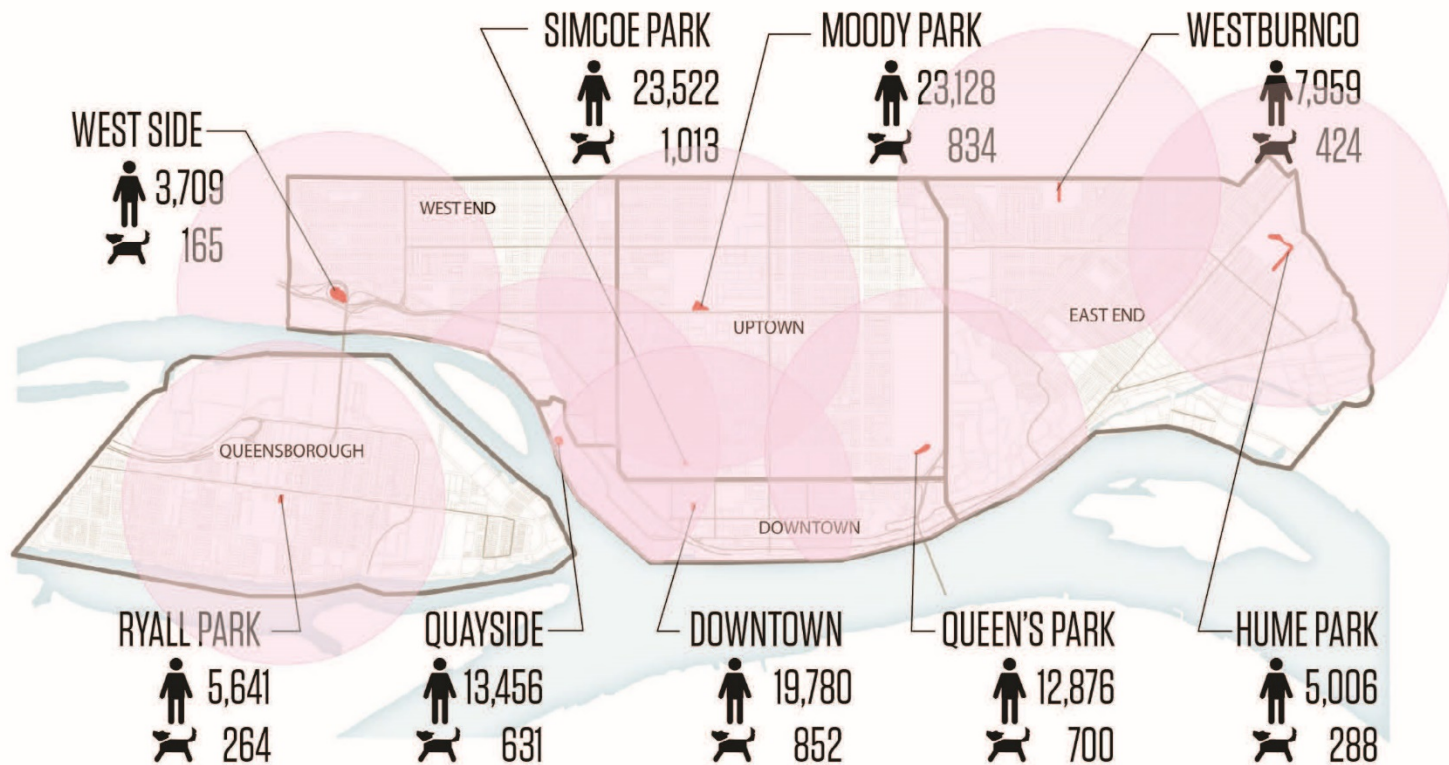 SIMCOE PARK
23,522
1,013
MOODY PARK
23,128
834
WESTBURNCO
7,959
424
WEST SIDE
3,709
165
WEST END
UPTOWN
EAST END
QUEENSBOROUGH
DOWNTOWN
RYALL PARK
5,641
264
QUAYSIDE
13,456
631
DOWNTOWN
19,780
852
QUEEN'S PARK
12,876
700
HUME PARK
5,006
288